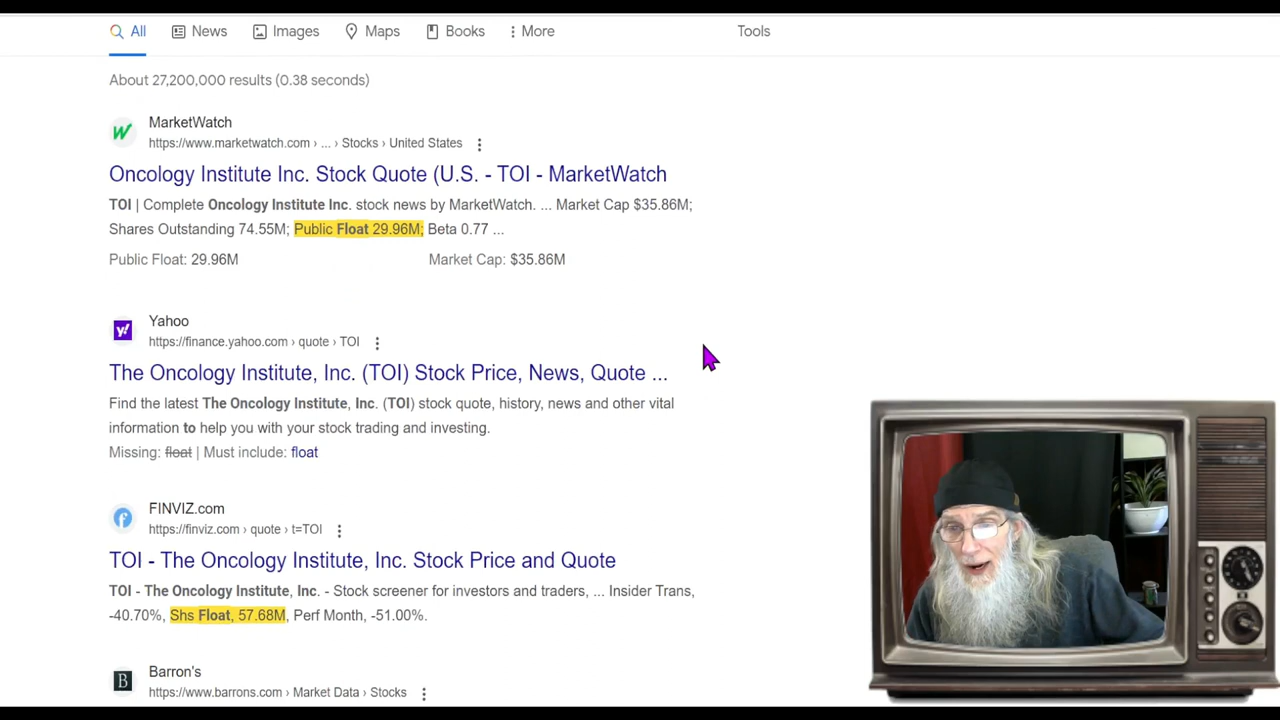 All News Images Maps Books More Tools
About 27,200,000 results (0.38 seconds)
MarketWatch
https://www.marketwatch.com › ... › Stocks › United States
Oncology Institute Inc. Stock Quote (U.S. - TOI - MarketWatch
TOI | Complete Oncology Institute Inc. stock news by MarketWatch. ... Market Cap $35.86M;
Shares Outstanding 74.55M; Public Float 29.96M; Beta 0.77 ...
Public Float: 29.96M Market Cap: $35.86M
Yahoo
y!
https://finance.yahoo.com › quote › TOI
The Oncology Institute, Inc. (TOI) Stock Price, News, Quote ...
Find the latest The Oncology Institute, Inc. (TOI) stock quote, history, news and other vital
information to help you with your stock trading and investing.
Missing: float | Must include: float
FINVIZ.com
f
https://finviz.com › quote › t=TOI
TOI - The Oncology Institute, Inc. Stock Price and Quote
TOI - The Oncology Institute, Inc. - Stock screener for investors and traders, ... Insider Trans,
-40.70%, Shs Float, 57.68M, Perf Month, -51.00%.
Barron's
B
https://www.barrons.com › Market Data › Stocks